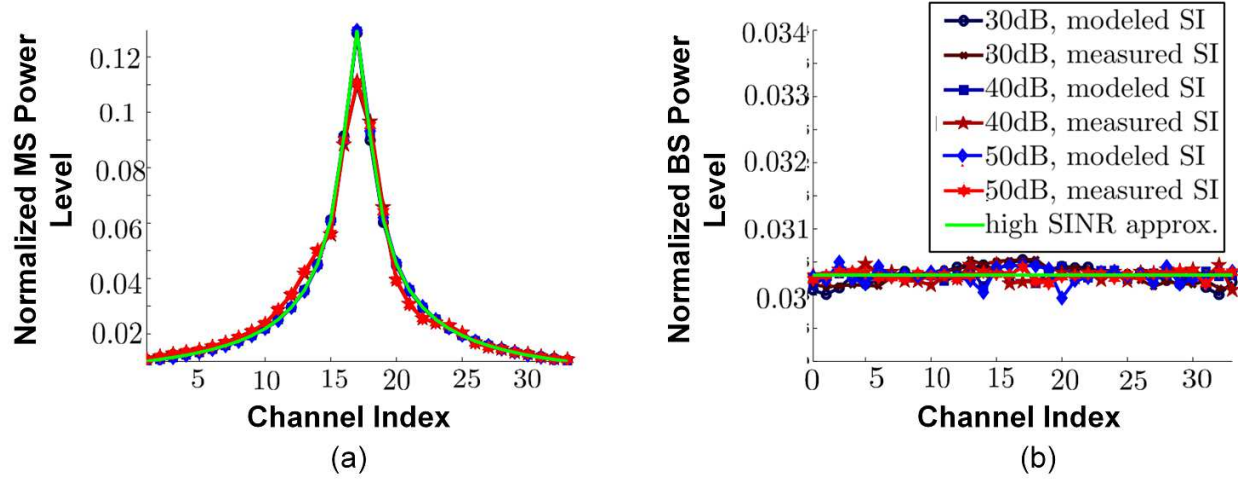 Normalized MS Power
Level
0.12
0.1
0.08
0.06
0.04
0.02
5
10
15
20
25
30
Channel Index
(a)
Normalized BS Power
Level
0.034
0.033
0.032
0.031
0.03
0
5
10
15
20
25
30
Channel Index
(b)
30dB, modeled SI
30dB, measured SI
40dB, modeled SI
40dB, measured SI
50dB, modeled SI
50dB, measured SI
high SINR approx.